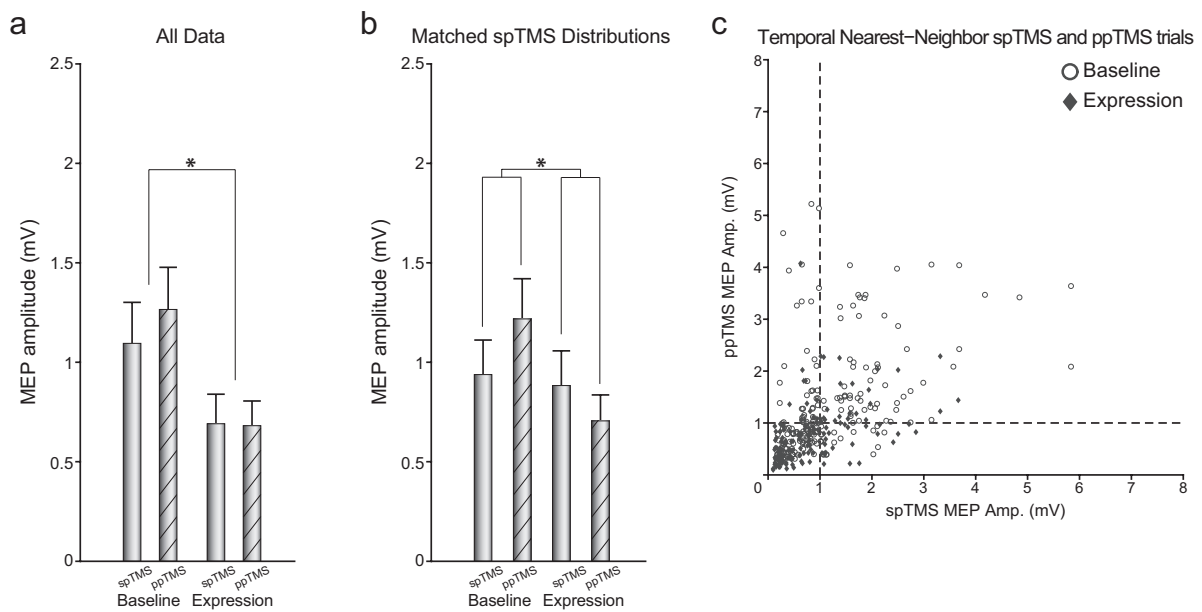 a
All Data
MEP amplitude (mV)
2.5
2
1.5
1
0.5
0
*
spTMS ppTMS spTMS ppTMS
Baseline Expression
b
Matched spTMS Distributions
MEP amplitude (mV)
2.5
2
1.5
1
0.5
0
*
spTMS ppTMS spTMS ppTMS
Baseline Expression
c
Temporal Nearest−Neighbor spTMS and ppTMS trials
Baseline
Expression
ppTMS MEP Amp. (mV)
8
7
6
5
4
3
2
1
0 1 2 3 4 5 6 7 8
spTMS MEP Amp. (mV)